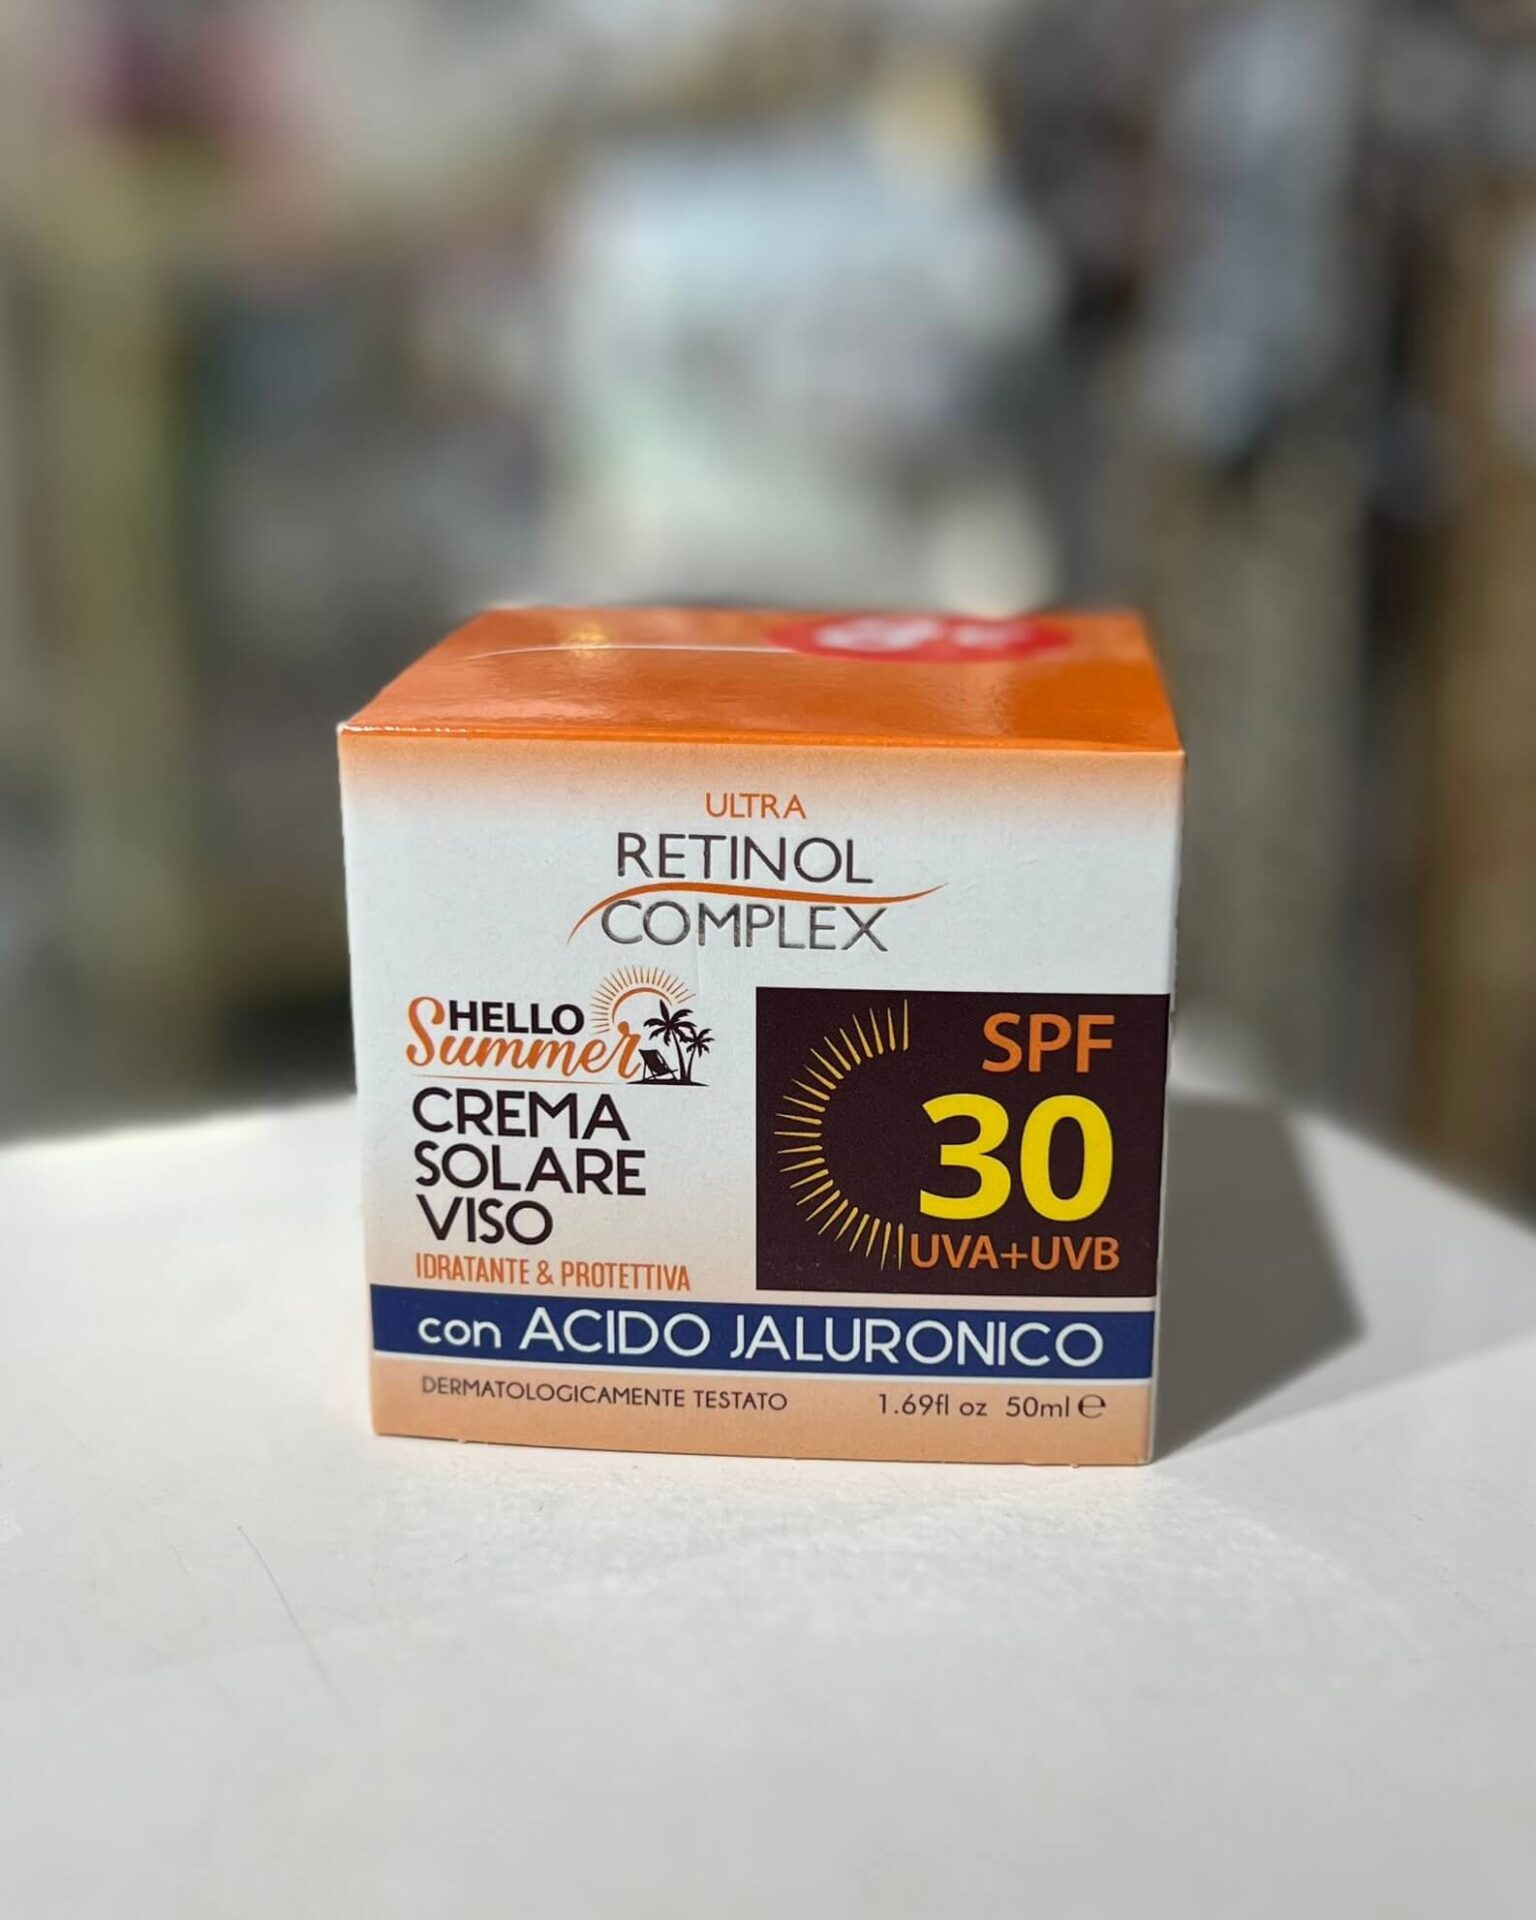 ULTRA
RETINOL
COMPLEX
HELLO
Summer
CREMA
SOLARE
VISO
IDRATANTE & PROTETTIVA
SPF
30
UVA+UVB
con ACIDO JALURONICO
DERMATOLOGICAMENTE TESTATO
1.69fl oz 50ml ℮